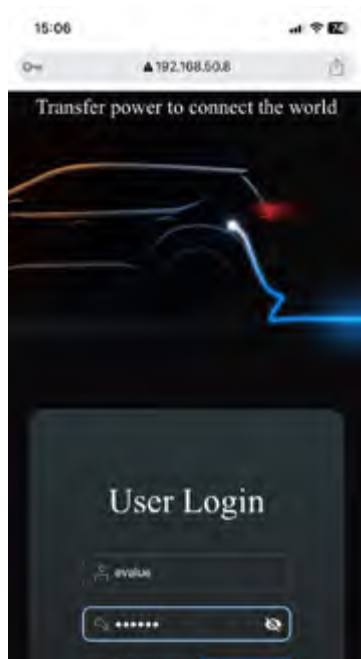 15:06
192.168.50.8
Transfer power to connect the world
User Login
evalue
••••••